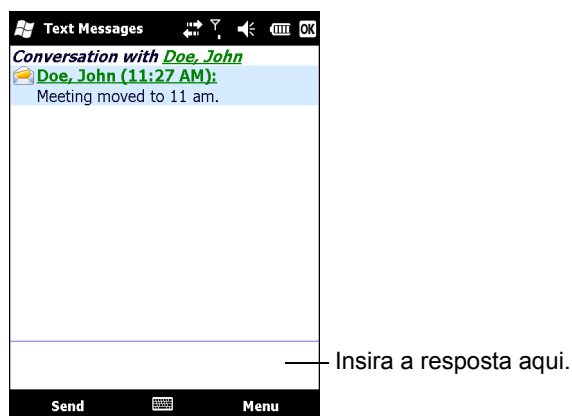 Text Messages OK
Conversation with Doe, John
Doe, John (11:27 AM):
Meeting moved to 11 am.
Insira a resposta aqui.
Send Menu